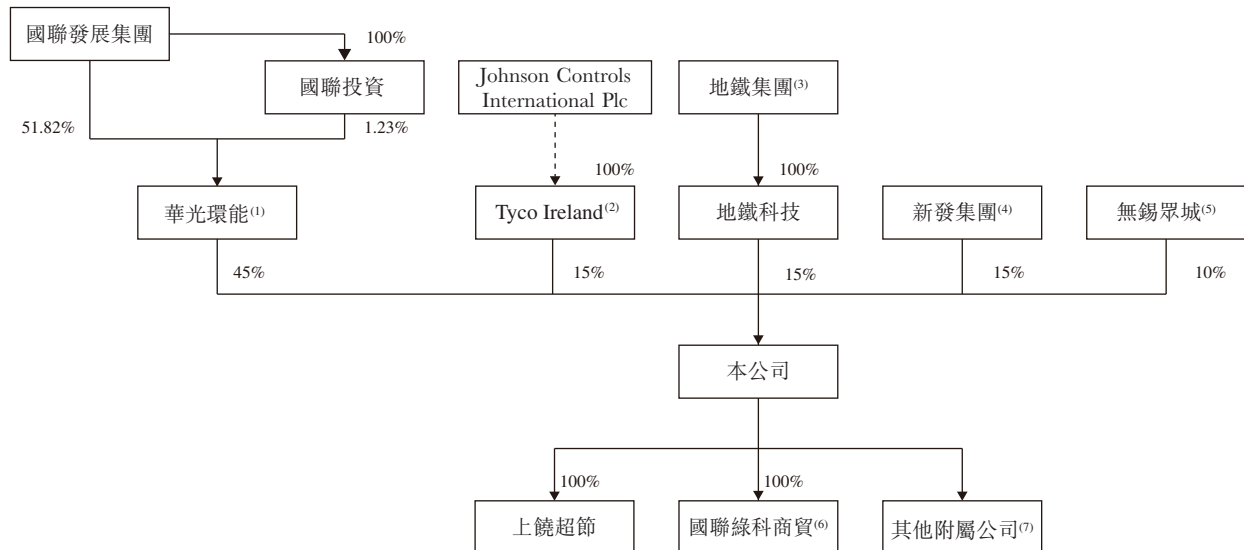 國聯發展集團
100%
國聯投資
Johnson Controls
International Plc
地鐵集團(3)
51.82%
1.23%
100%
100%
華光環能(1)
Tyco Ireland(2)
地鐵科技
新發集團(4)
無錫眾城(5)
45%
15%
15%
15%
10%
本公司
100%
100%
上饒超節
國聯綠科商貿(6)
其他附屬公司(7)